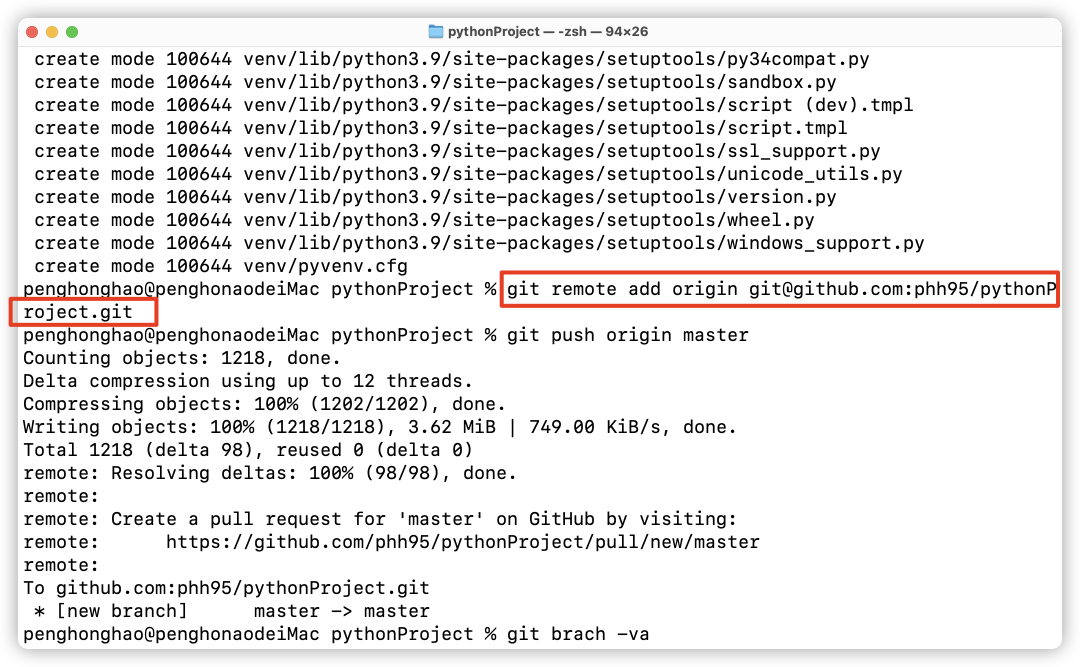 pythonProject — -zsh — 94×26
create mode 100644 venv/lib/python3.9/site-packages/setuptools/py34compat.py
create mode 100644 venv/lib/python3.9/site-packages/setuptools/sandbox.py
create mode 100644 venv/lib/python3.9/site-packages/setuptools/script (dev).tmpl
create mode 100644 venv/lib/python3.9/site-packages/setuptools/script.tmpl
create mode 100644 venv/lib/python3.9/site-packages/setuptools/ssl_support.py
create mode 100644 venv/lib/python3.9/site-packages/setuptools/unicode_utils.py
create mode 100644 venv/lib/python3.9/site-packages/setuptools/version.py
create mode 100644 venv/lib/python3.9/site-packages/setuptools/wheel.py
create mode 100644 venv/lib/python3.9/site-packages/setuptools/windows_support.py
create mode 100644 venv/pyvenv.cfg
penghonghao@penghonaodeiMac pythonProject % git remote add origin git@github.com:phh95/pythonP
roject.git
penghonghao@penghonaodeiMac pythonProject % git push origin master
Counting objects: 1218, done.
Delta compression using up to 12 threads.
Compressing objects: 100% (1202/1202), done.
Writing objects: 100% (1218/1218), 3.62 MiB | 749.00 KiB/s, done.
Total 1218 (delta 98), reused 0 (delta 0)
remote: Resolving deltas: 100% (98/98), done.
remote:
remote: Create a pull request for 'master' on GitHub by visiting:
remote:      https://github.com/phh95/pythonProject/pull/new/master
remote:
To github.com:phh95/pythonProject.git
 * [new branch]      master -> master
penghonghao@penghonaodeiMac pythonProject % git brach -va